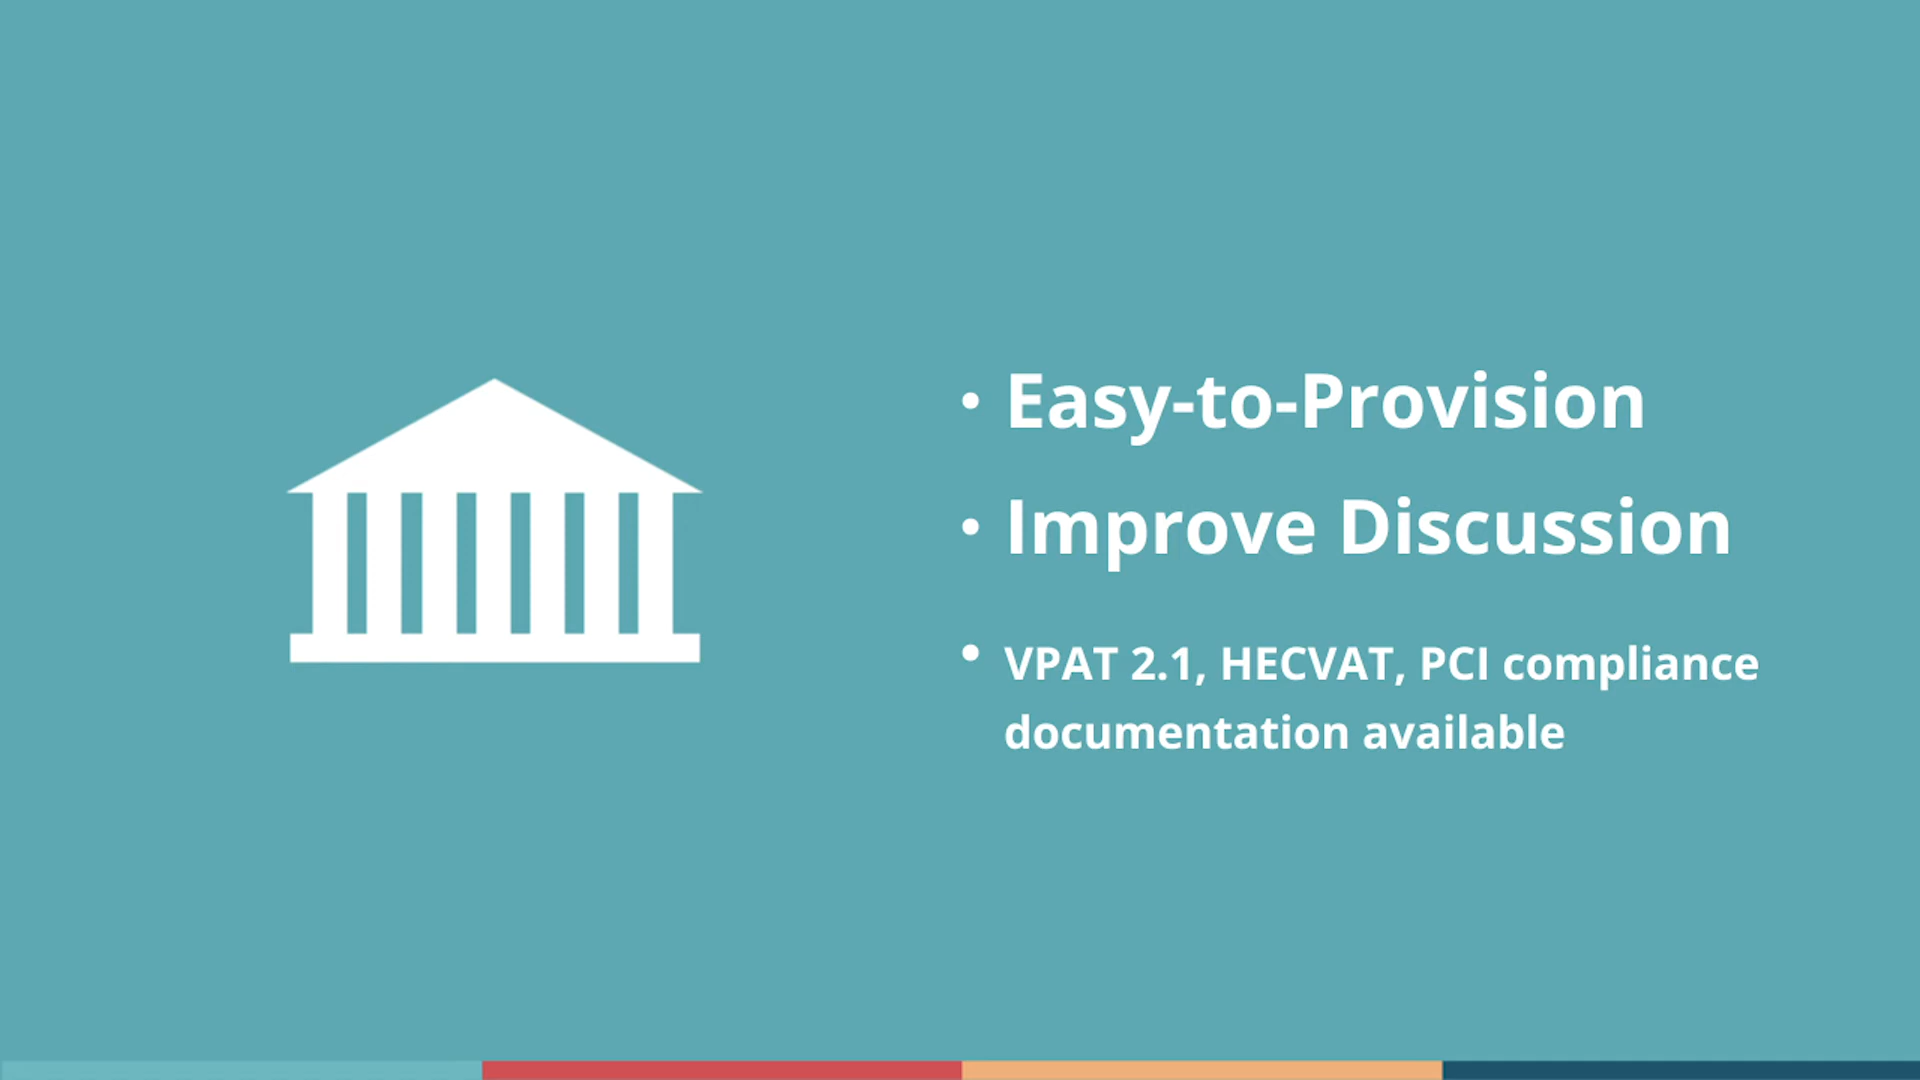 • Easy-to-Provision
• Improve Discussion
• VPAT 2.1, HECVAT, PCI compliance
documentation available